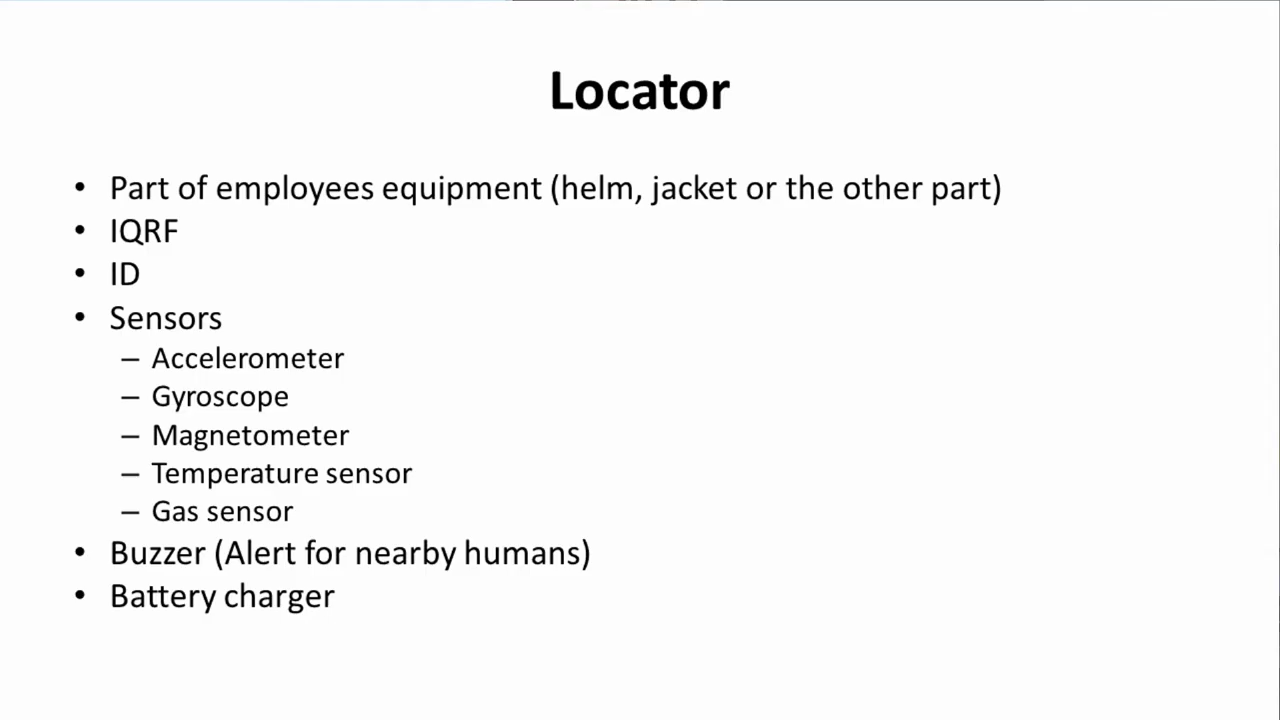 Locator
• Part of employees equipment (helm, jacket or the other part)
• IQRF
• ID
• Sensors
– Accelerometer
– Gyroscope
– Magnetometer
– Temperature sensor
– Gas sensor
• Buzzer (Alert for nearby humans)
• Battery charger